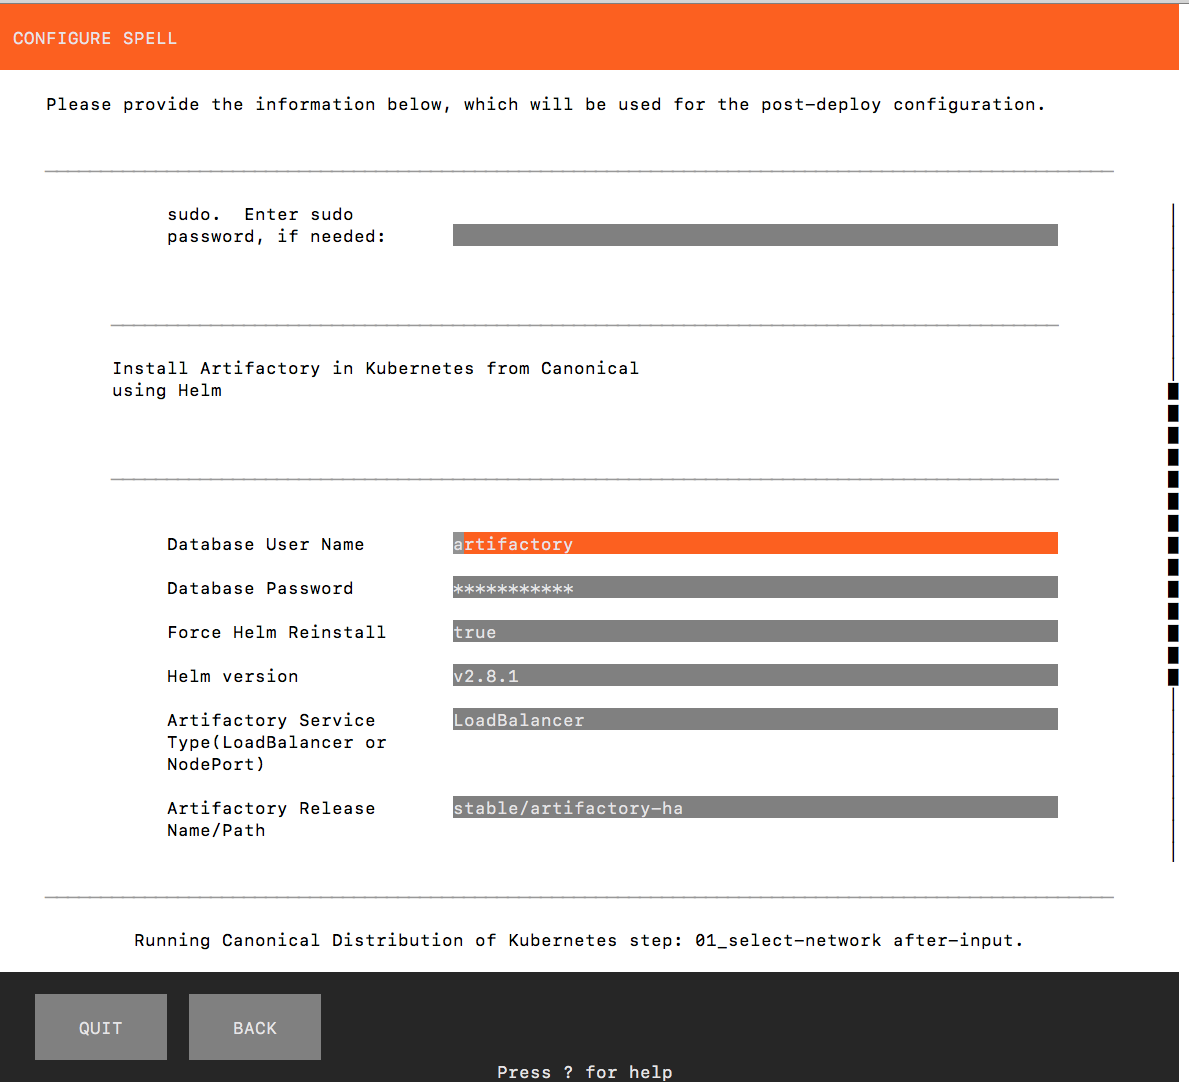 CONFIGURE SPELL
Please provide the information below, which will be used for the post-deploy configuration.
sudo.  Enter sudo
password, if needed:
Install Artifactory in Kubernetes from Canonical
using Helm
Database User Name artifactory
Database Password ***********
Force Helm Reinstall true
Helm version v2.8.1
Artifactory Service LoadBalancer
Type(LoadBalancer or
NodePort)
Artifactory Release stable/artifactory-ha
Name/Path
Running Canonical Distribution of Kubernetes step: 01_select-network after-input.
QUIT BACK
Press ? for help